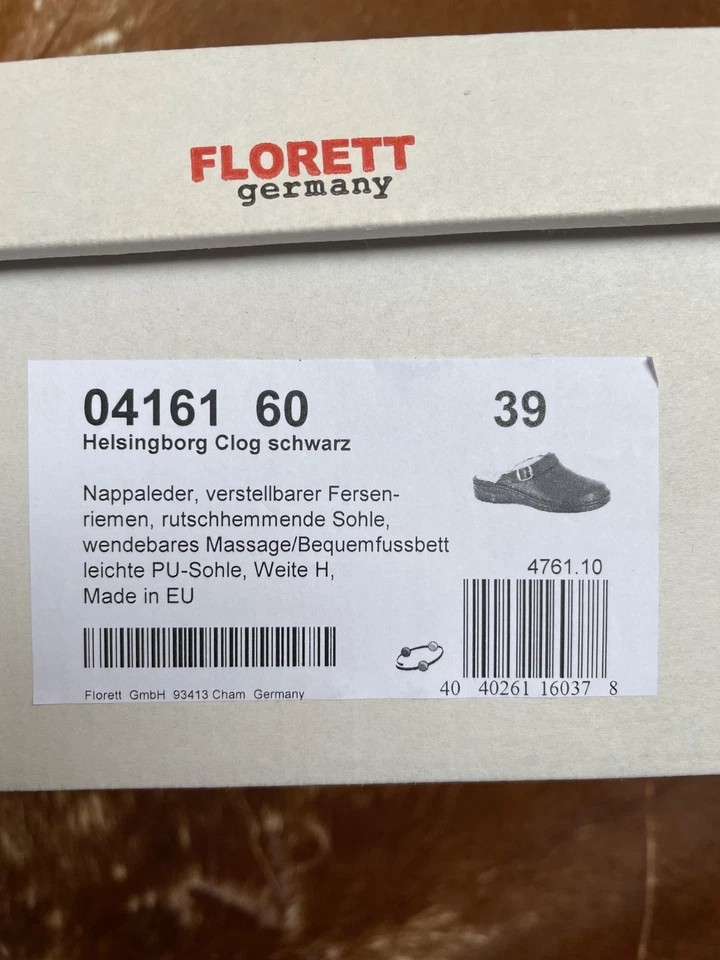 FLORETT
germany
04161 60
39
Helsingborg Clog schwarz
Nappaleder, verstellbarer Fersen-
riemen, rutschhemmende Sohle,
wendebares Massage/Bequemfussbett
leichte PU-Sohle, Weite H,
Made in EU
4761.10
Florett GmbH 93413 Cham Germany
40 40261 16037 8